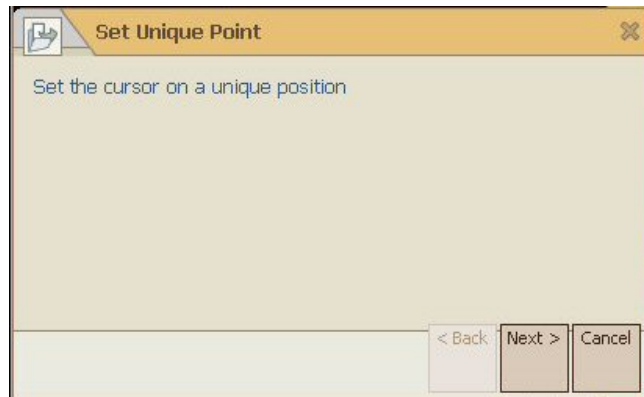 Set Unique Point
Set the cursor on a unique position
< Back Next > Cancel